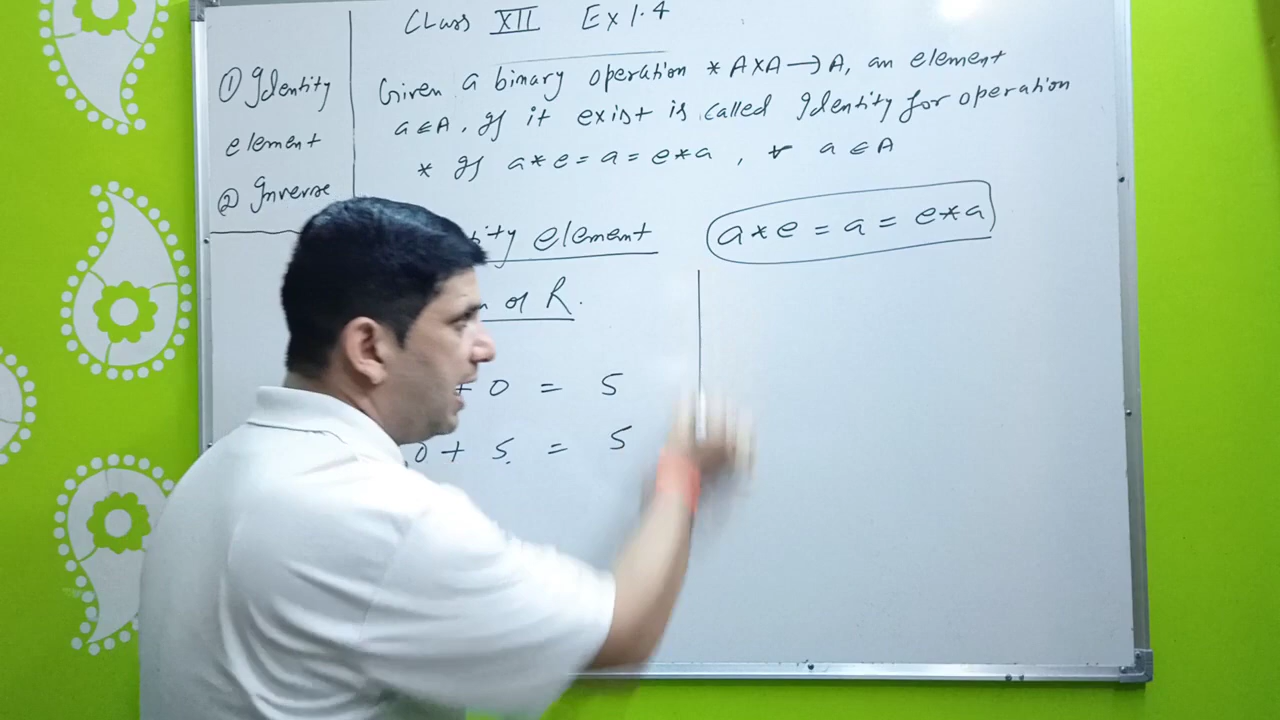 Class XII Ex 1.4
① Identity
element
② Inverse
Given a binary operation * A×A→A, an element
a∈A, If it exist is called Identity for operation
* If a*e = a = e*a, ∀ a∈A
element
a*e = a = e*a
of R.
+ 0 = 5
0 + 5 = 5